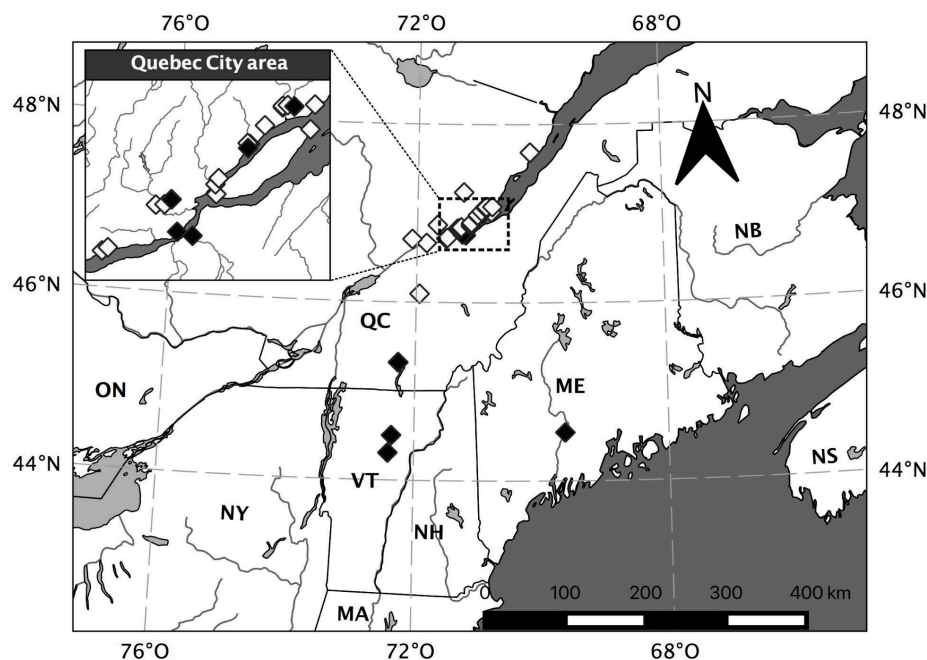 76°O 72°O 68°O
Quebec City area
48°N N 48°N
NB
46°N 46°N
QC
ON ME
44°N NS 44°N
VT
NY NH
0 100 200 300 400 km
MA
76°O 72°O 68°O